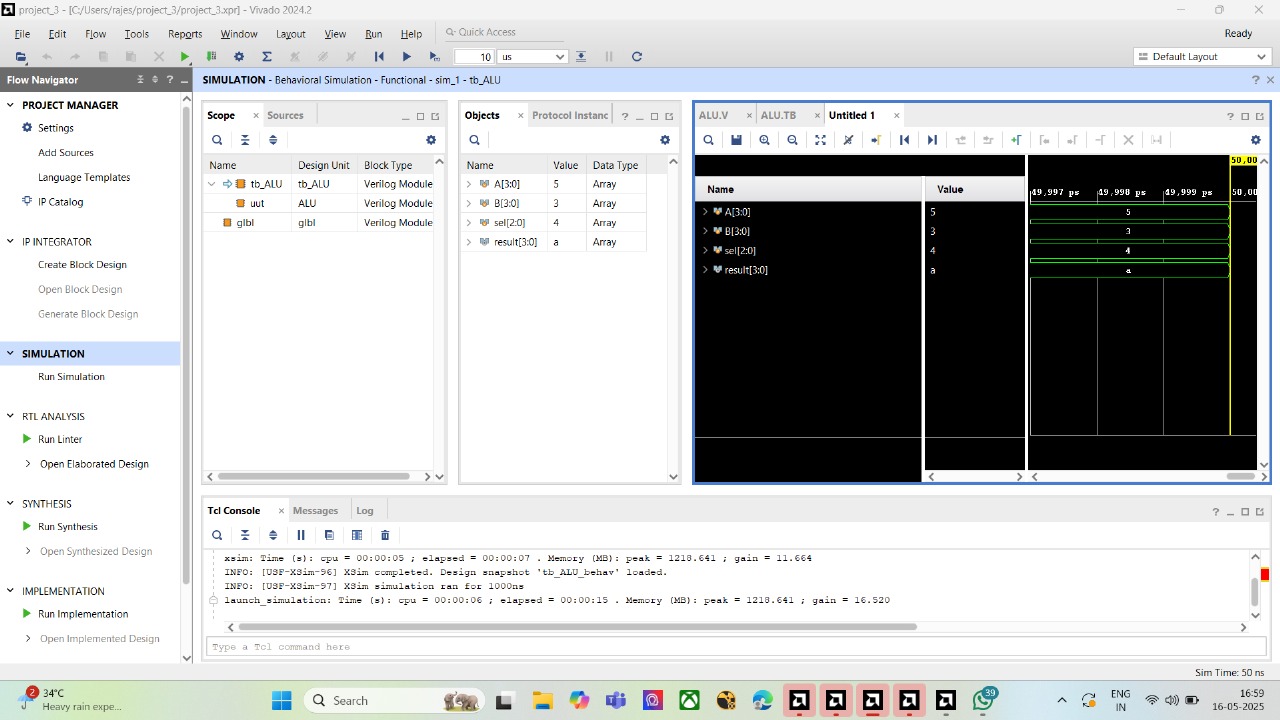 project_3 - [C:/Users/rajes/project_3/project_3.xpr] - Vivado 2024.2
File Edit Flow Tools Reports Window Layout View Run Help Quick Access Ready
10 us Default Layout
Flow Navigator
SIMULATION - Behavioral Simulation - Functional - sim_1 - tb_ALU
PROJECT MANAGER
Settings
Add Sources
Language Templates
IP Catalog
IP INTEGRATOR
Create Block Design
Open Block Design
Generate Block Design
SIMULATION
Run Simulation
RTL ANALYSIS
Run Linter
Open Elaborated Design
SYNTHESIS
Run Synthesis
Open Synthesized Design
IMPLEMENTATION
Run Implementation
Open Implemented Design
Scope Sources
Name Design Unit Block Type
tb_ALU tb_ALU Verilog Module
uut ALU Verilog Module
glbl glbl Verilog Module
Objects Protocol Instanc
Name Value Data Type
A[3:0] 5 Array
B[3:0] 3 Array
sel[2:0] 4 Array
result[3:0] a Array
ALU.V ALU.TB Untitled 1
50,00
Name Value 49,997 ps 49,998 ps 49,999 ps 50,00
A[3:0] 5 5
B[3:0] 3 3
sel[2:0] 4 4
result[3:0] a a
Tcl Console Messages Log
xsim: Time (s): cpu = 00:00:05 ; elapsed = 00:00:07 . Memory (MB): peak = 1218.641 ; gain = 11.664
INFO: [USF-XSim-96] XSim completed. Design snapshot 'tb_ALU_behav' loaded.
INFO: [USF-XSim-97] XSim simulation ran for 1000ns
launch_simulation: Time (s): cpu = 00:00:06 ; elapsed = 00:00:15 . Memory (MB): peak = 1218.641 ; gain = 16.520
Type a Tcl command here
Sim Time: 50 ns
2
34°C
Heavy rain expe...
Search
39
ENG
IN
16:59
16-05-2025